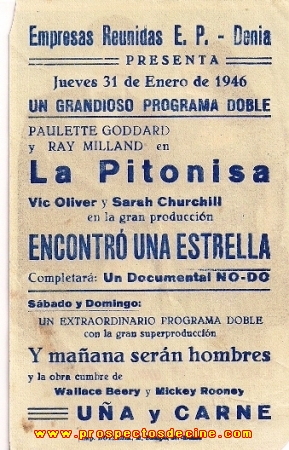 Empresas Reunidas E. P. - Denia
PRESENTA
Jueves 31 de Enero de 1946
UN GRANDIOSO PROGRAMA DOBLE
PAULETTE GODDARD
y RAY MILLAND en
La Pitonisa
Vic Oliver y Sarah Churchill
en la gran producción
ENCONTRÓ UNA ESTRELLA
Completará: Un Documental NO-DO
Sábado y Domingo:
UN EXTRAORDINARIO PROGRAMA DOBLE
con la gran superproducción
Y mañana serán hombres
y la obra cumbre de
Wallace Beery y Mickey Rooney
UÑA y CARNE
www.prospectosdecine.com